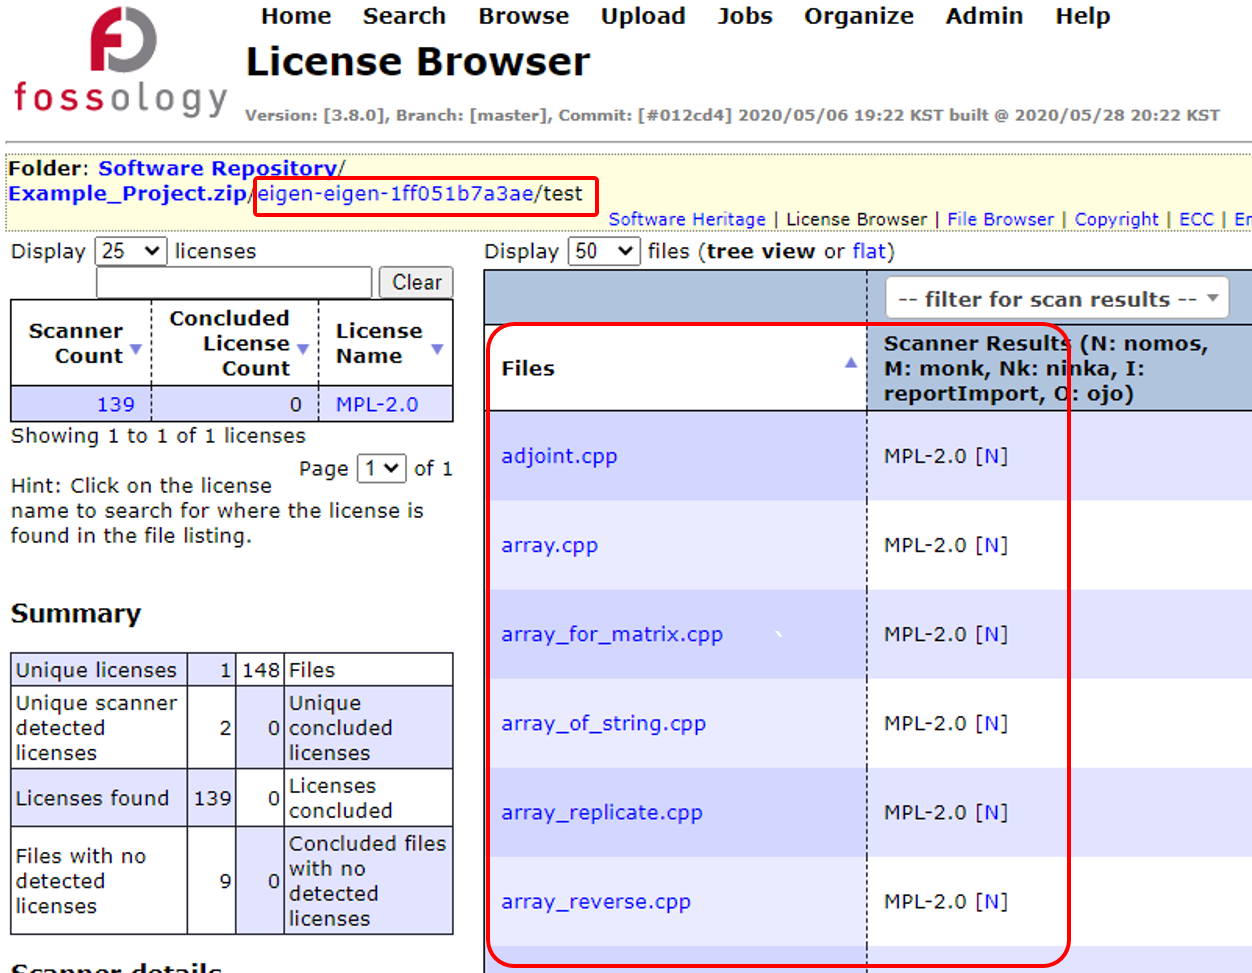 Home Search Browse Upload Jobs Organize Admin Help
fossology
License Browser
Version: [3.8.0], Branch: [master], Commit: [#012cd4] 2020/05/06 19:22 KST built @ 2020/05/28 20:22 KST
Folder: Software Repository/
Example_Project.zip/eigen-eigen-1ff051b7a3ae/test
Software Heritage | License Browser | File Browser | Copyright | ECC |
Display 25 licenses
Clear
Scanner Count
Concluded License Count
License Name
139 0 MPL-2.0
Showing 1 to 1 of 1 licenses
Page 1 of 1
Hint: Click on the license
name to search for where the license is
found in the file listing.
Summary
Unique licenses 1 148 Files
Unique scanner detected licenses 2 0 Unique concluded licenses
Licenses found 139 0 Licenses concluded
Files with no detected licenses 9 0 Concluded files with no detected licenses
Scanner details
Display 50 files (tree view or flat)
-- filter for scan results --
Files
Scanner Results (N: nomos,
M: monk, Nk: ninka, I:
reportImport, O: ojo)
adjoint.cpp MPL-2.0 [N]
array.cpp MPL-2.0 [N]
array_for_matrix.cpp MPL-2.0 [N]
array_of_string.cpp MPL-2.0 [N]
array_replicate.cpp MPL-2.0 [N]
array_reverse.cpp MPL-2.0 [N]